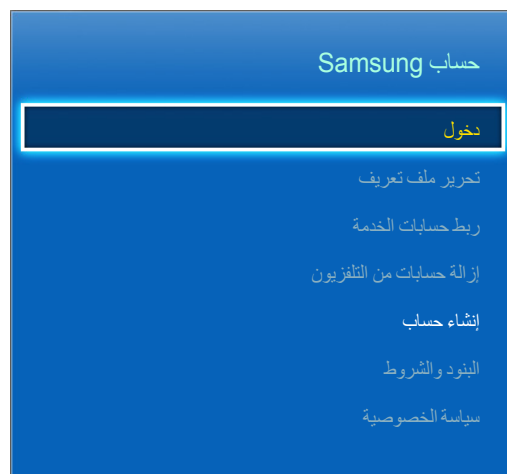 حساب Samsung
دخول
تحرير ملف تعريف
ربط حسابات الخدمة
إزالة حسابات من التلفزيون
إنشاء حساب
البنود والشروط
سياسة الخصوصية